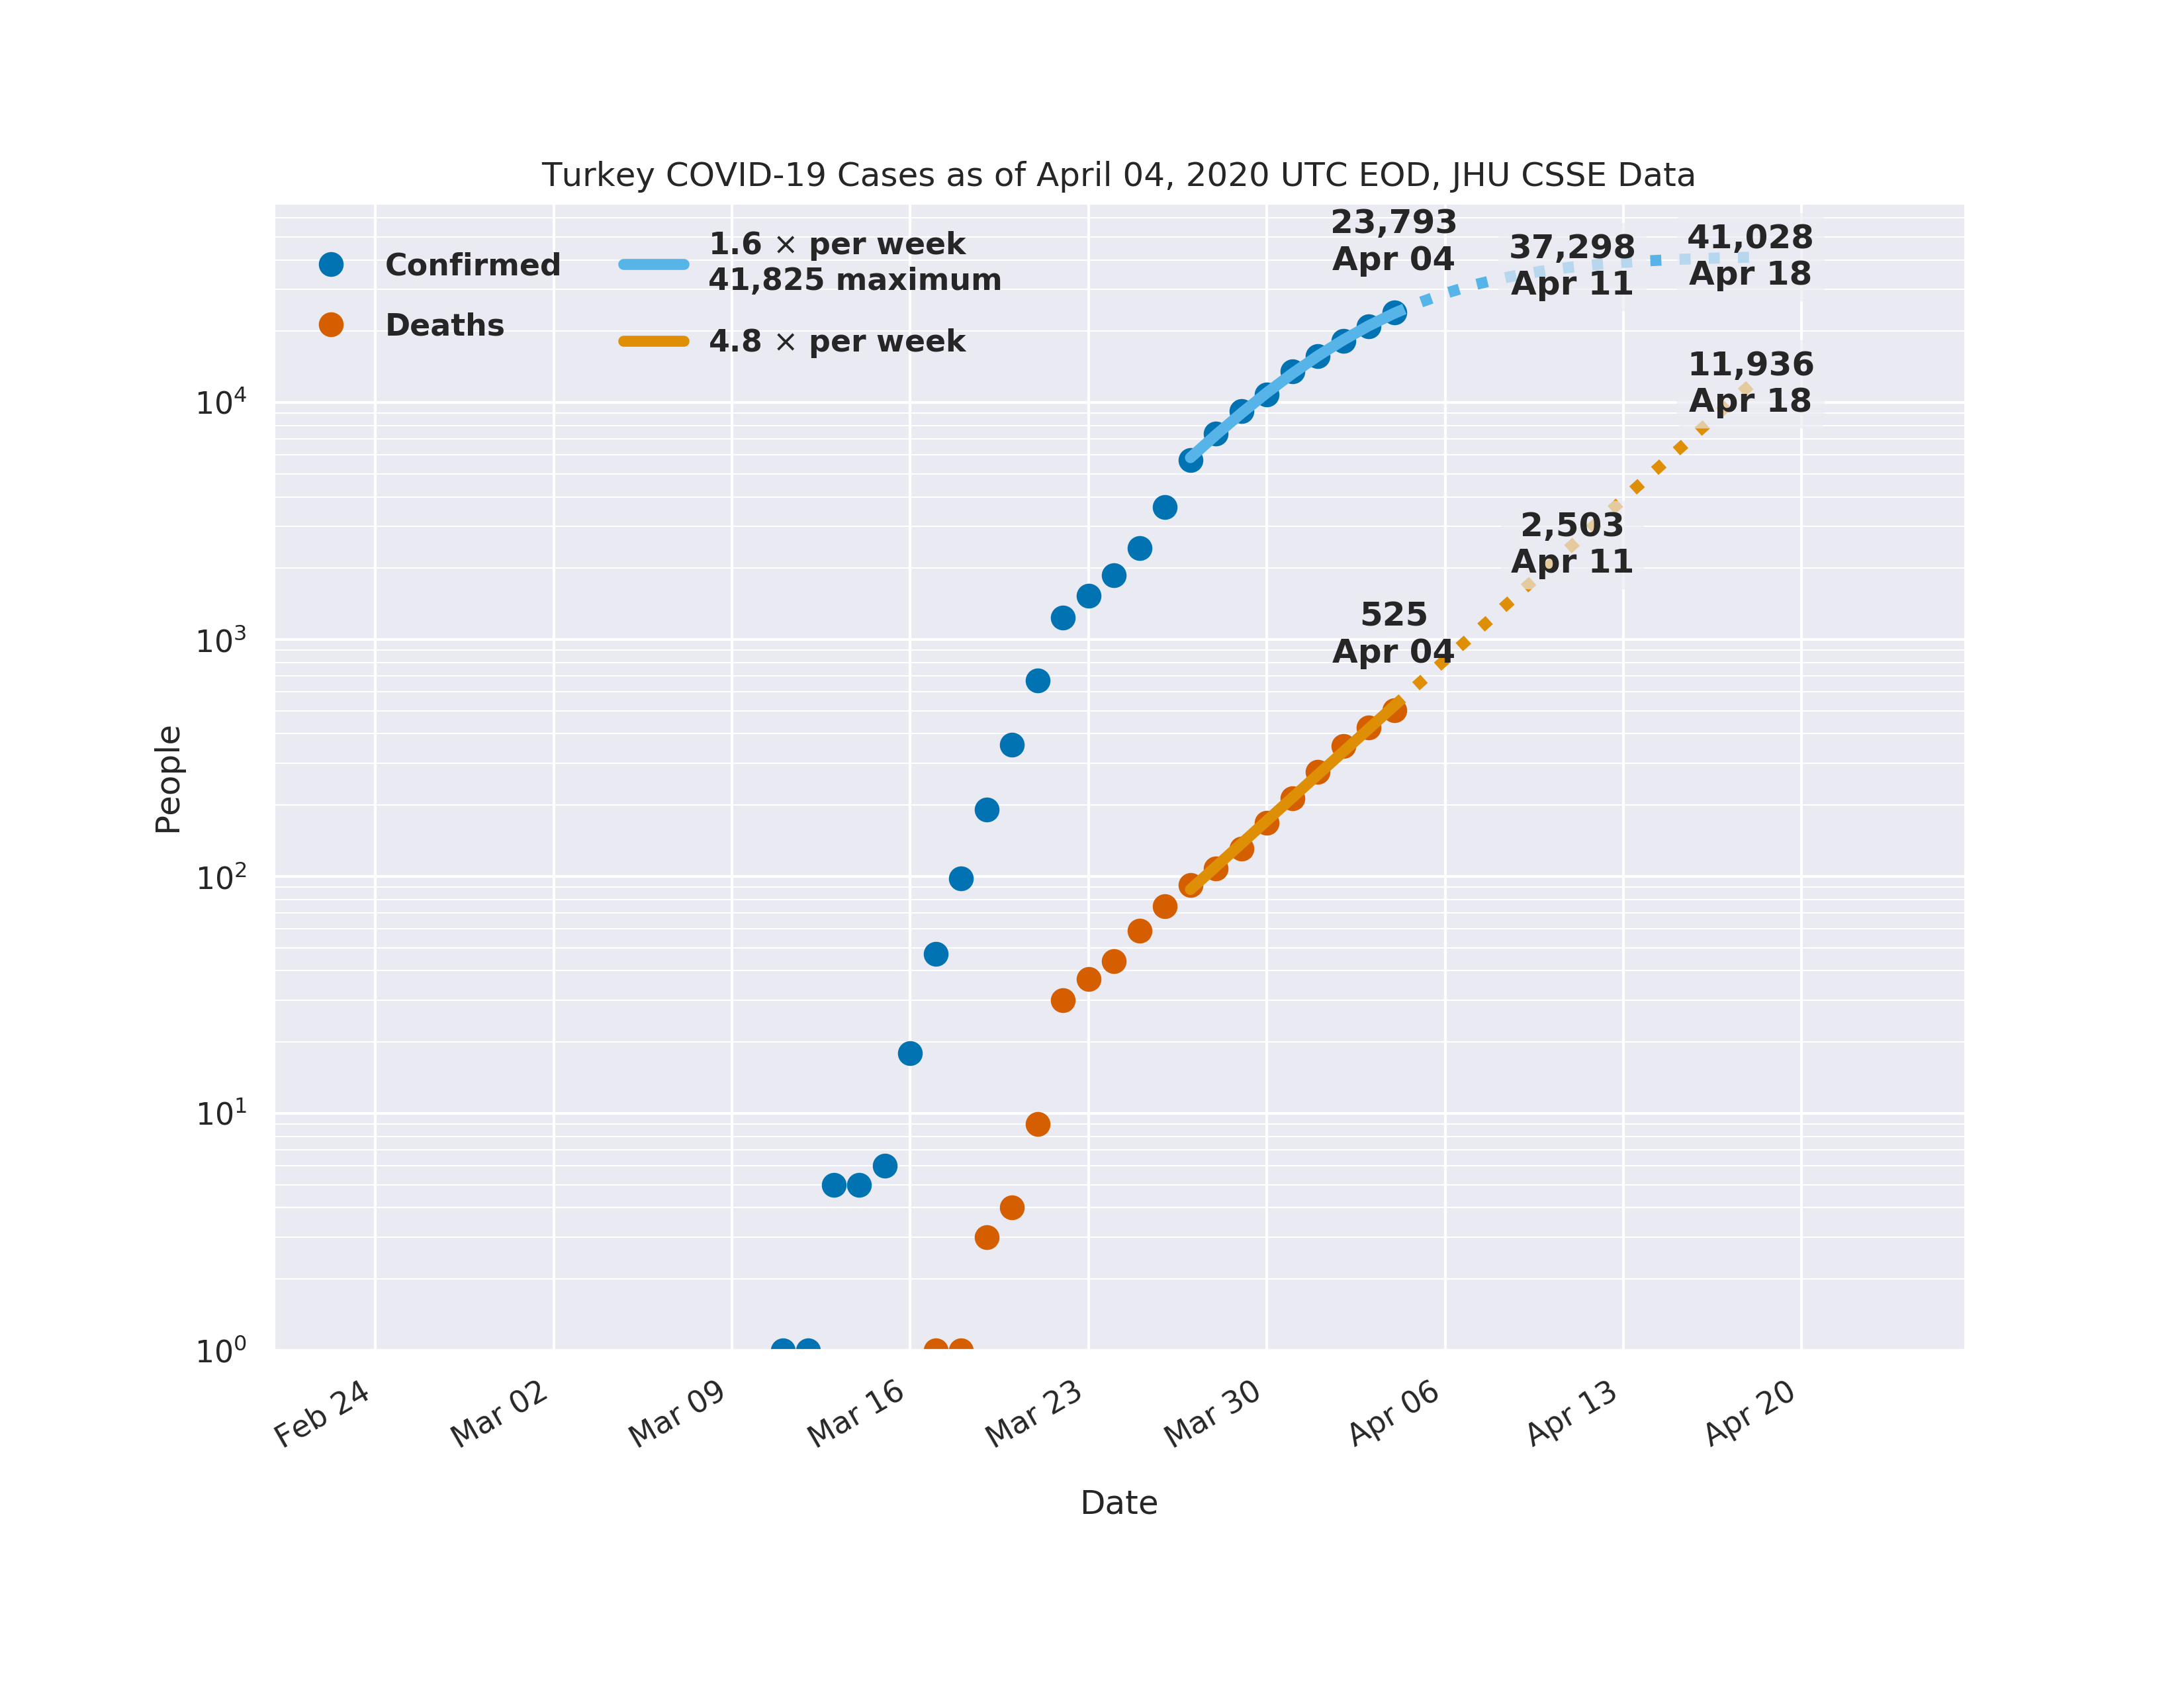 Turkey COVID-19 Cases as of April 04, 2020 UTC EOD, JHU CSSE Data
Confirmed
Deaths
1.6 × per week
41,825 maximum
4.8 × per week
23,793
Apr 04
37,298
Apr 11
41,028
Apr 18
11,936
Apr 18
2,503
Apr 11
525
Apr 04
People
10⁴
10³
10²
10¹
10⁰
Feb 24
Mar 02
Mar 09
Mar 16
Mar 23
Mar 30
Apr 06
Apr 13
Apr 20
Date